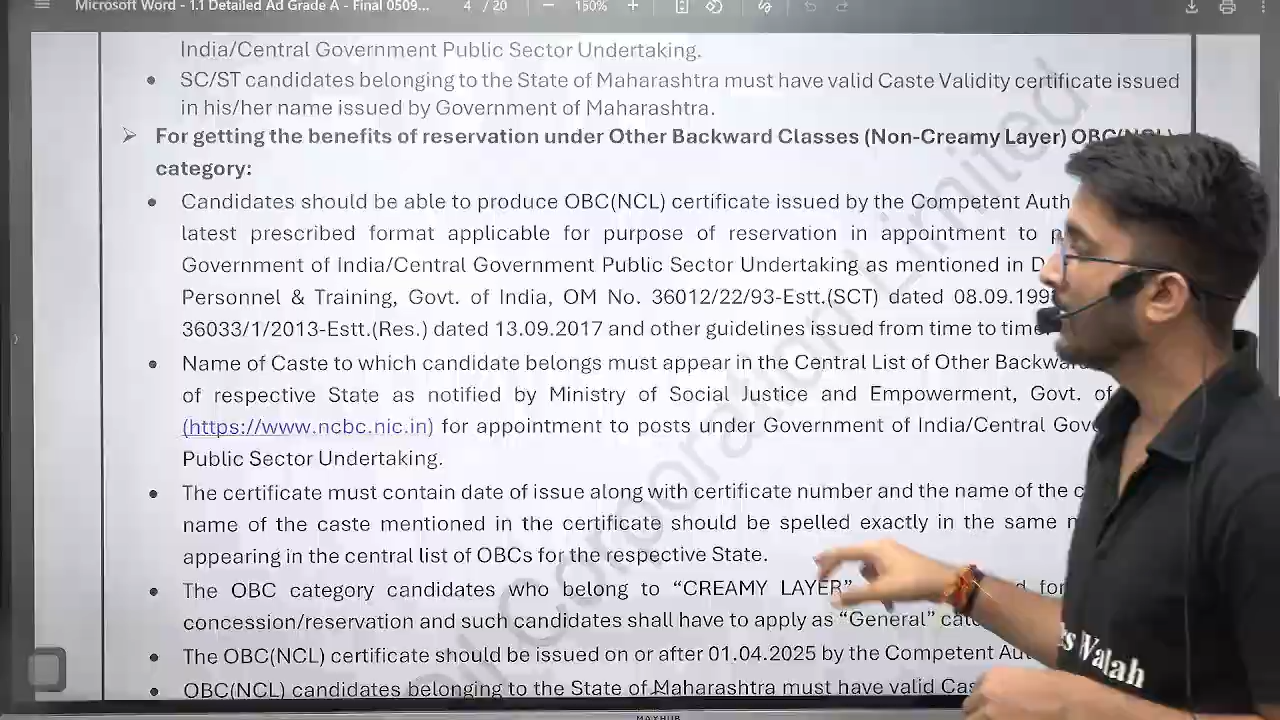 Microsoft Word - 1.1 Detailed Ad Grade A - Final 0509... 4 / 20 — 150% +
India/Central Government Public Sector Undertaking.
• SC/ST candidates belonging to the State of Maharashtra must have valid Caste Validity certificate issued
in his/her name issued by Government of Maharashtra.
➢ For getting the benefits of reservation under Other Backward Classes (Non-Creamy Layer) OBC(NCL)
category:
• Candidates should be able to produce OBC(NCL) certificate issued by the Competent Auth
latest prescribed format applicable for purpose of reservation in appointment to
Government of India/Central Government Public Sector Undertaking as mentioned in D
Personnel & Training, Govt. of India, OM No. 36012/22/93-Estt.(SCT) dated 08.09.199
36033/1/2013-Estt.(Res.) dated 13.09.2017 and other guidelines issued from time to time.
• Name of Caste to which candidate belongs must appear in the Central List of Other Backwa
of respective State as notified by Ministry of Social Justice and Empowerment, Govt. of
(https://www.ncbc.nic.in) for appointment to posts under Government of India/Central Gov
Public Sector Undertaking.
• The certificate must contain date of issue along with certificate number and the name of the c
name of the caste mentioned in the certificate should be spelled exactly in the same
appearing in the central list of OBCs for the respective State.
• The OBC category candidates who belong to “CREAMY LAYER” for
concession/reservation and such candidates shall have to apply as “General” cat
• The OBC(NCL) certificate should be issued on or after 01.04.2025 by the Competent Au
• OBC(NCL) candidates belonging to the State of Maharashtra must have valid Cas
Corporation Limited
s Walah
MAXHUB